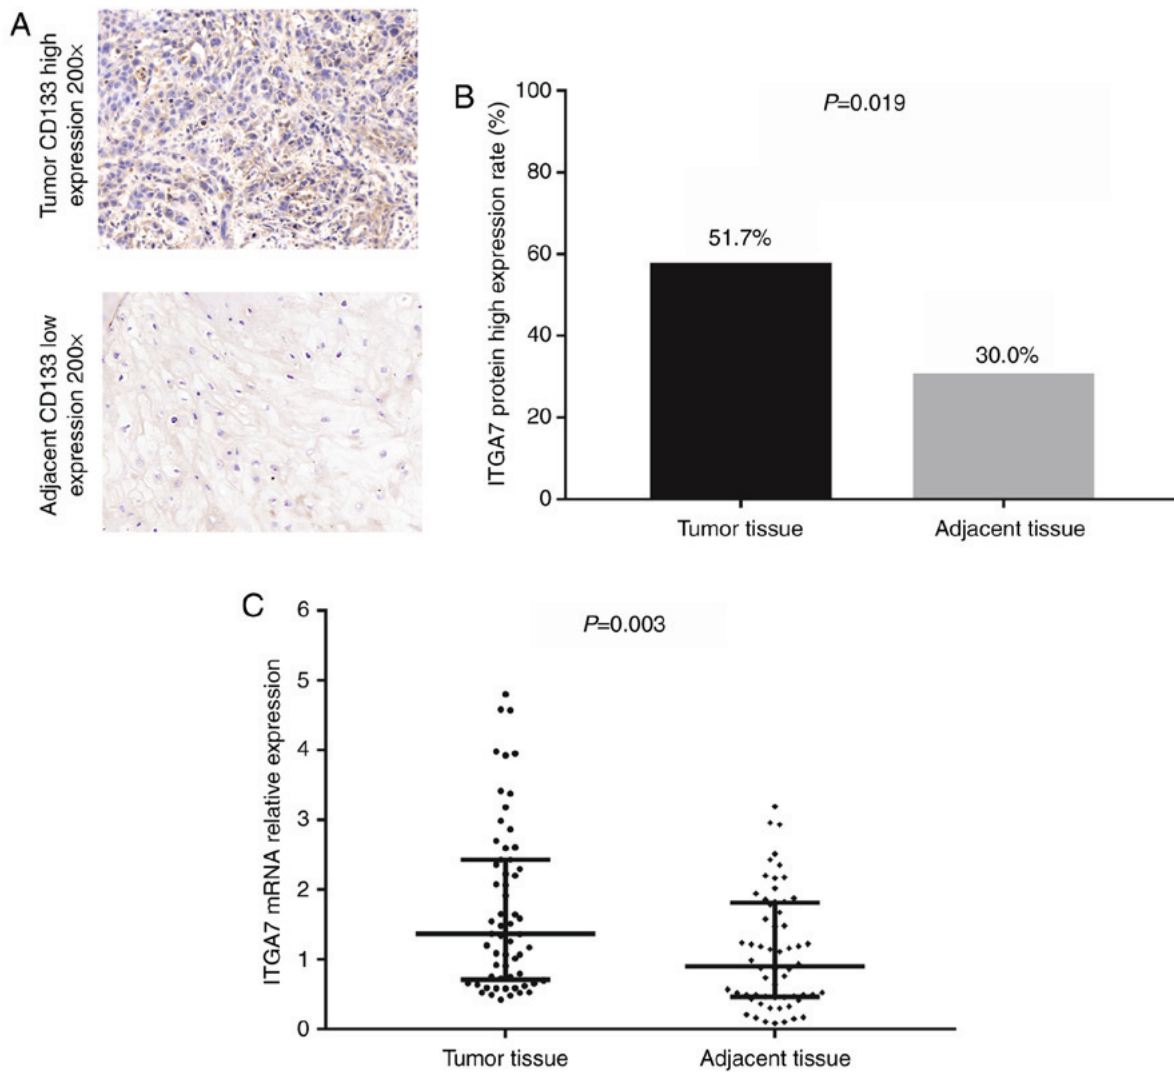 A
Tumor CD133 high
expression 200×
Adjacent CD133 low
expression 200×
B
ITGA7 protein high expression rate (%)
100
80
60
40
20
0
P=0.019
51.7%
30.0%
Tumor tissue
Adjacent tissue
C
ITGA7 mRNA relative expression
6
5
4
3
2
1
0
P=0.003
Tumor tissue
Adjacent tissue